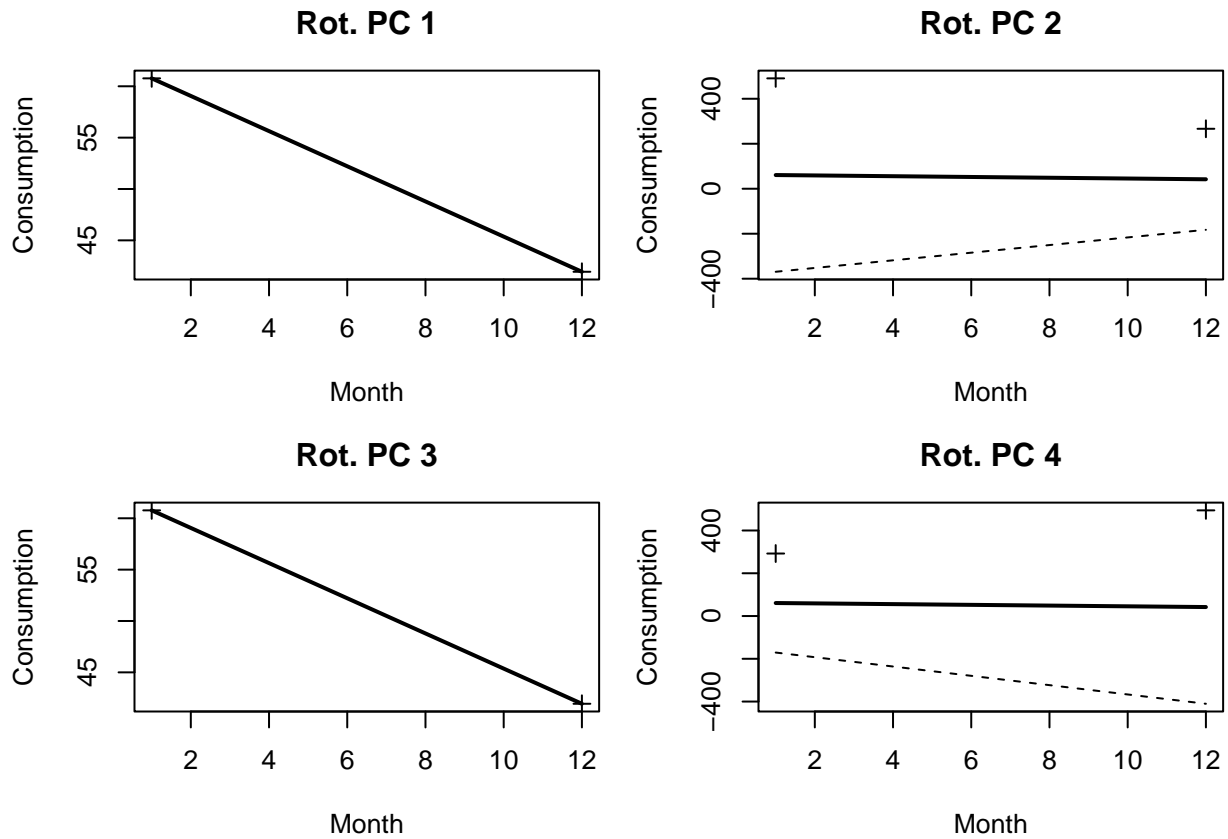 Rot. PC 1
Consumption
55
45
2 4 6 8 10 12
Month
Rot. PC 2
Consumption
400
0
−400
2 4 6 8 10 12
Month
Rot. PC 3
Consumption
55
45
2 4 6 8 10 12
Month
Rot. PC 4
Consumption
400
0
−400
2 4 6 8 10 12
Month